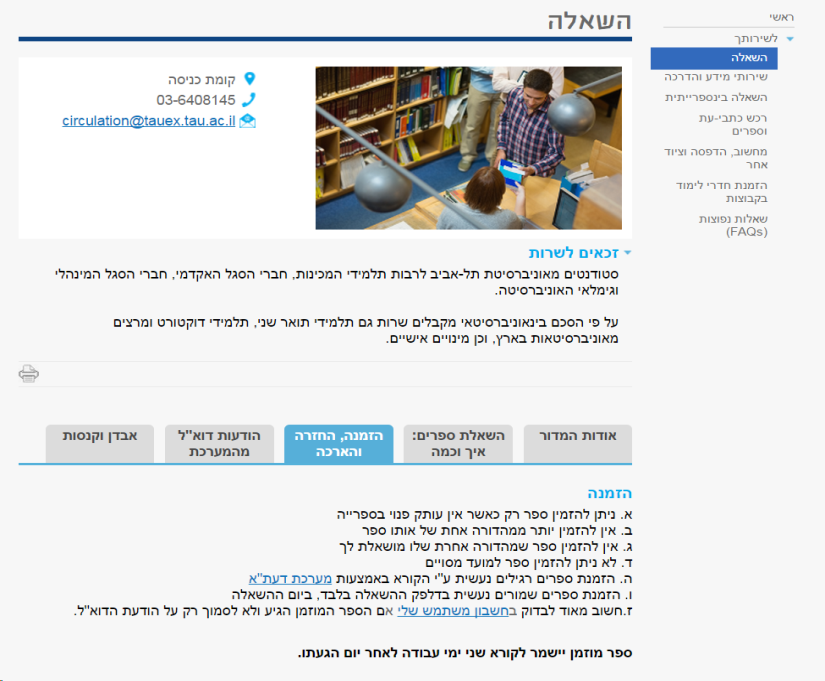 ראשי
לשירותך
השאלה
שירותי מידע והדרכה
השאלה בינספרייתית
רכש כתבי-עת
וספרים
מחשוב, הדפסה וציוד
אחר
הזמנת חדרי לימוד
בקבוצות
שאלות נפוצות
(FAQs)
השאלה
קומת כניסה
03-6408145
circulation@tauex.tau.ac.il
זכאים לשרות
סטודנטים מאוניברסיטת תל-אביב לרבות תלמידי המכינות, חברי הסגל האקדמי, חברי הסגל המינהלי
וגימלאי האוניברסיטה.
על פי הסכם בינאוניברסיטאי מקבלים שרות גם תלמידי תואר שני, תלמידי דוקטורט ומרצים
מאוניברסיטאות בארץ, וכן מינויים אישיים.
אודות המדור
השאלת ספרים:
איך וכמה
הזמנה, החזרה
והארכה
הודעות דוא"ל
מהמערכת
אבדן וקנסות
הזמנה
א. ניתן להזמין ספר רק כאשר אין עותק פנוי בספרייה
ב. אין להזמין יותר ממהדורה אחת של אותו ספר
ג. אין להזמין ספר שמהדורה אחרת שלו מושאלת לך
ד. לא ניתן להזמין ספר למועד מסויים
ה. הזמנת ספרים רגילים נעשית ע"י הקורא באמצעות מערכת דעת"א
ו. הזמנת ספרים שמורים נעשית בדלפק ההשאלה בלבד, ביום ההשאלה
ז.חשוב מאוד לבדוק בחשבון משתמש שלי אם הספר המוזמן הגיע ולא לסמוך רק על הודעת הדוא"ל.
ספר מוזמן יישמר לקורא שני ימי עבודה לאחר יום הגעתו.